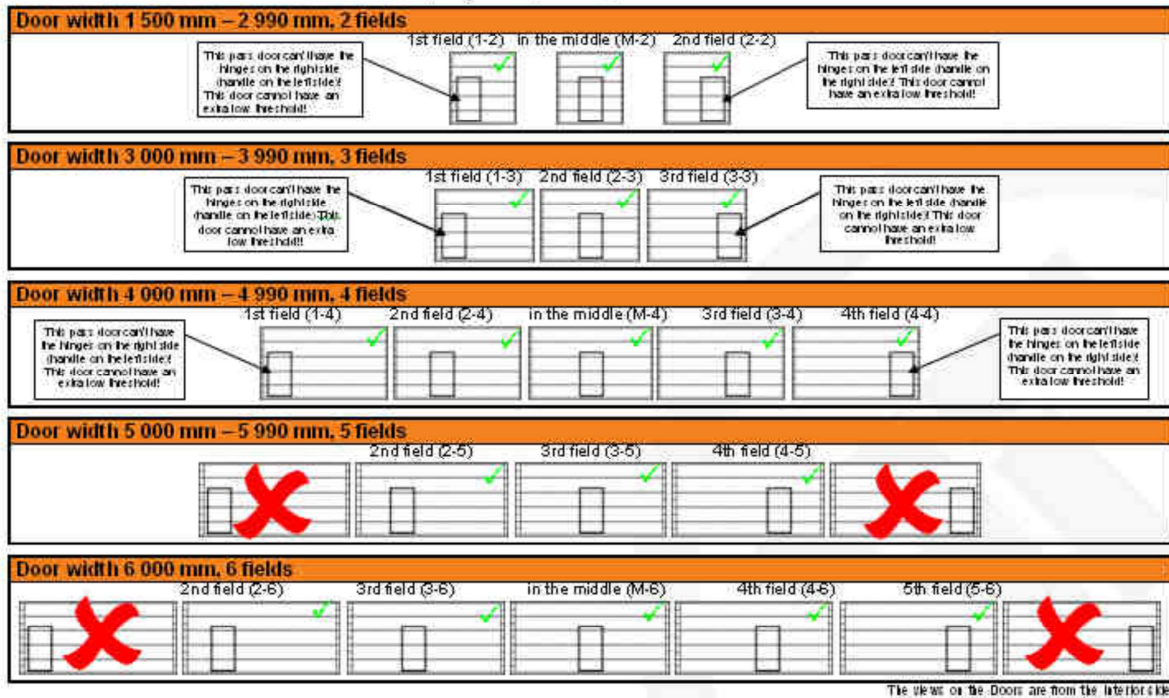 Door width 1 500 mm – 2 990 mm, 2 fields
1st field (1-2) in the middle (M-2) 2nd field (2-2)
This pass door can't have the
hinges on the right side
(handle on the left side)!
This door cannot have an
extra low threshold!
This pass door can't have the
hinges on the left side (handle on
the right side)! This door cannot
have an extra low threshold!
Door width 3 000 mm – 3 990 mm, 3 fields
1st field (1-3) 2nd field (2-3) 3rd field (3-3)
This pass door can't have the
hinges on the right side
(handle on the left side) This
door cannot have an extra
low threshold!!
This pass door can't have the
hinges on the left side (handle
on the right side)! This door
cannot have an extra low
threshold!
Door width 4 000 mm – 4 990 mm, 4 fields
1st field (1-4) 2nd field (2-4) in the middle (M-4) 3rd field (3-4) 4th field (4-4)
This pass door can't have
the hinges on the right side
(handle on the left side)!
This door cannot have an
extra low threshold!
This pass door can't have
the hinges on the left side
(handle on the right side)!
This door cannot have an
extra low threshold!
Door width 5 000 mm – 5 990 mm, 5 fields
2nd field (2-5) 3rd field (3-5) 4th field (4-5)
Door width 6 000 mm, 6 fields
2nd field (2-6) 3rd field (3-6) in the middle (M-6) 4th field (4-6) 5th field (5-6)
The views on the Doors are from the interior side